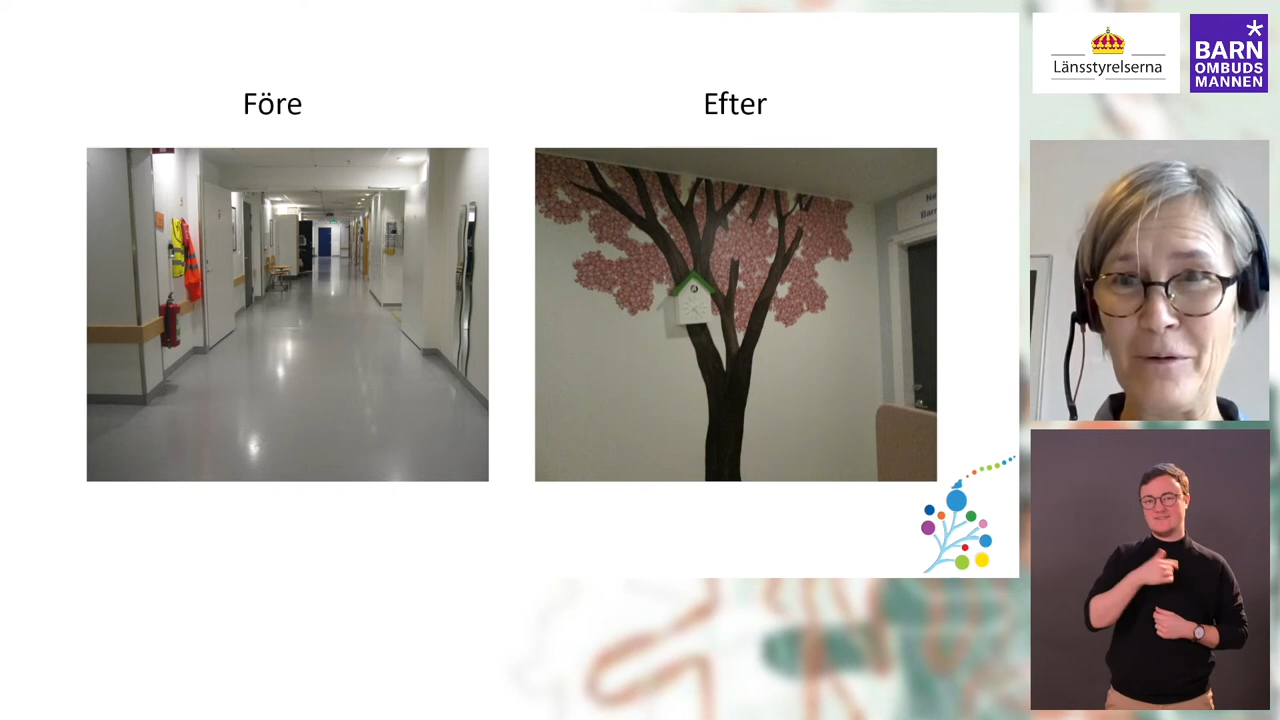 Före
Efter
Länsstyrelserna
BARN
OMBUDS
MANNEN